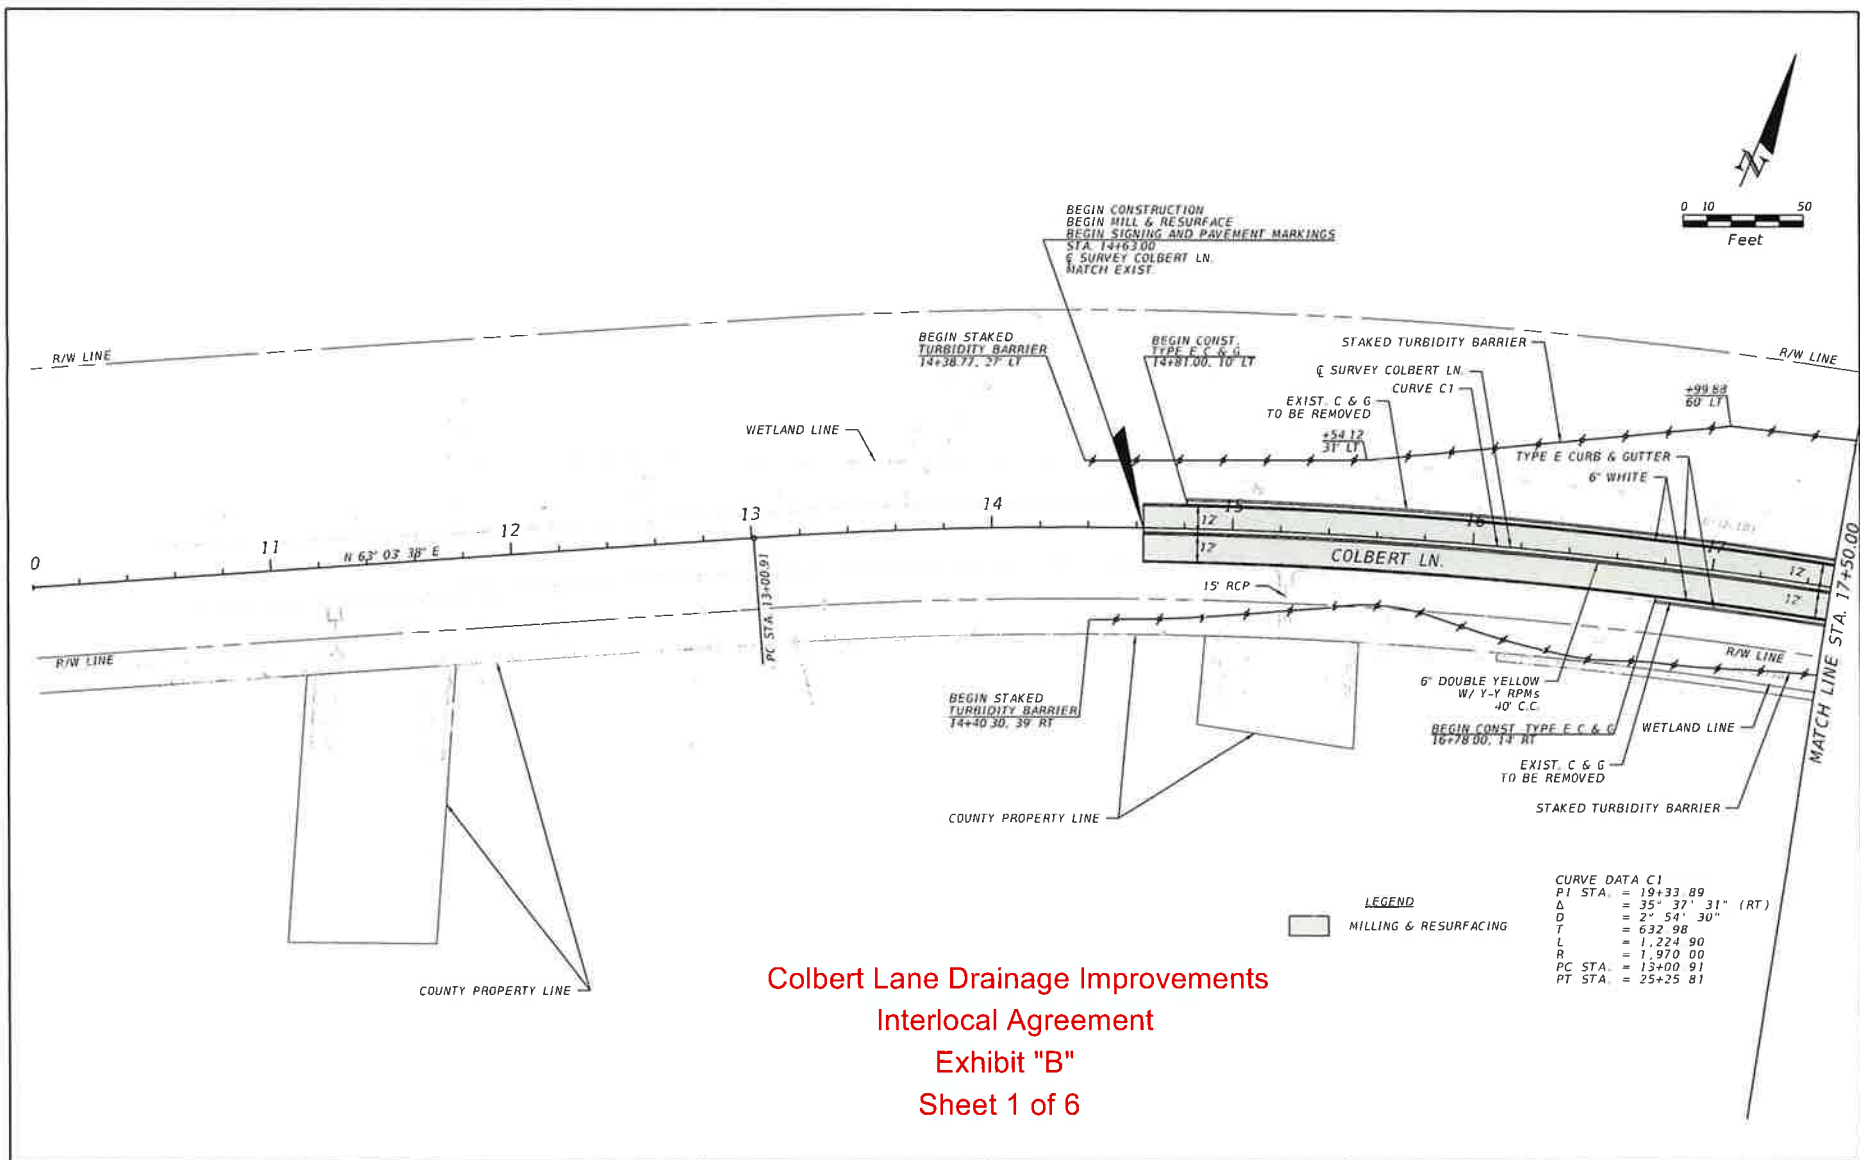 0 10 50
Feet
N
BEGIN CONSTRUCTION
BEGIN MILL & RESURFACE
BEGIN SIGNING AND PAVEMENT MARKINGS
STA. 14+63.00
℄ SURVEY COLBERT LN.
MATCH EXIST.
R/W LINE
BEGIN STAKED
TURBIDITY BARRIER
14+38.77, 27' LT
BEGIN CONST.
TYPE E C & G
14+81.00, 10' LT
STAKED TURBIDITY BARRIER
R/W LINE
℄ SURVEY COLBERT LN.
CURVE C1
EXIST. C & G
TO BE REMOVED
+99.88
60' LT
WETLAND LINE
+54.12
31' LT
TYPE E CURB & GUTTER
6" WHITE
0
11
12
13
14
15
16
17
N 63° 03' 38" E
PC STA. 13+00.91
12'
12'
COLBERT LN.
12'
12'
MATCH LINE STA. 17+50.00
15' RCP
R/W LINE
R/W LINE
6" DOUBLE YELLOW
W/ Y-Y RPMs
40' C.C.
BEGIN STAKED
TURBIDITY BARRIER
14+40.30, 39' RT
BEGIN CONST. TYPE E C & G
16+78.00, 14' RT
WETLAND LINE
EXIST. C & G
TO BE REMOVED
STAKED TURBIDITY BARRIER
COUNTY PROPERTY LINE
COUNTY PROPERTY LINE
LEGEND
MILLING & RESURFACING
CURVE DATA C1
PI STA. = 19+33.89
Δ = 35° 37' 31" (RT)
D = 2° 54' 30"
T = 632.98
L = 1,224.90
R = 1,970.00
PC STA. = 13+00.91
PT STA. = 25+25.81
Colbert Lane Drainage Improvements
Interlocal Agreement
Exhibit "B"
Sheet 1 of 6